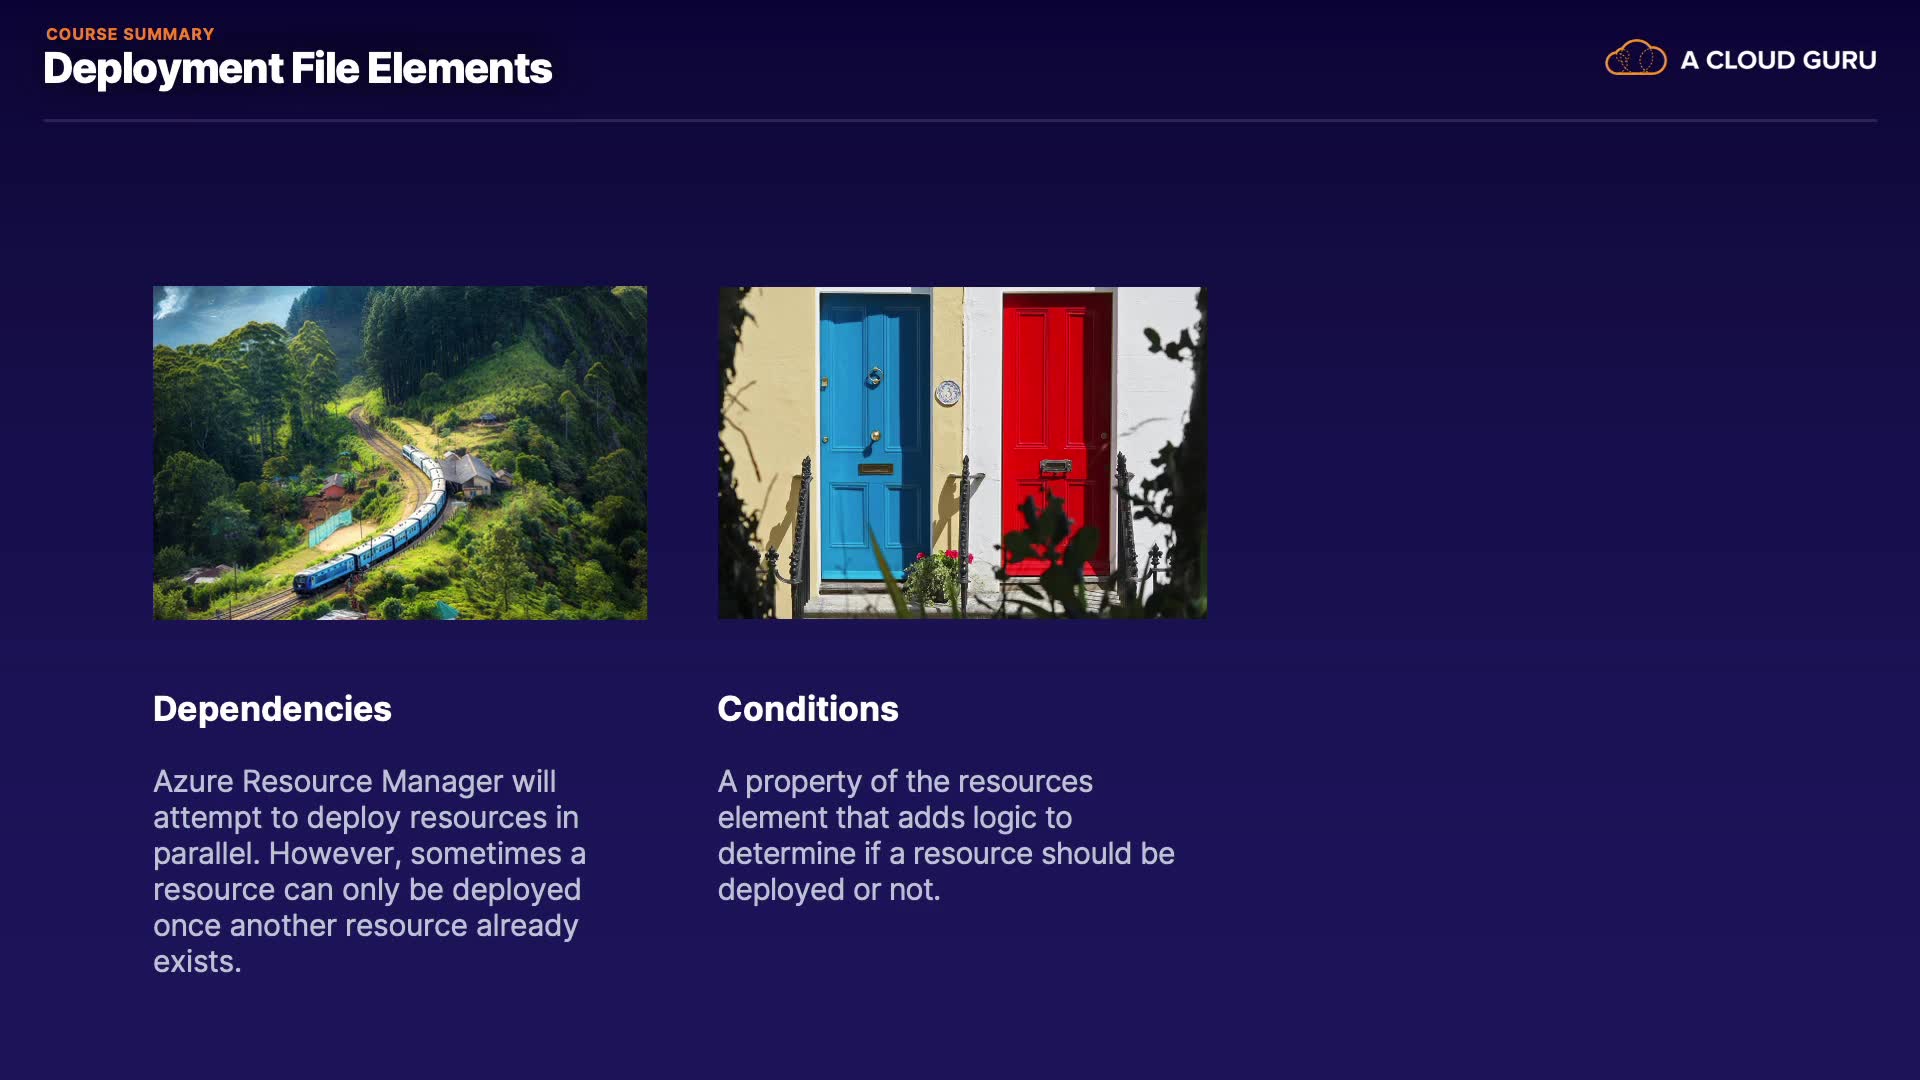 COURSE SUMMARY
Deployment File Elements
A CLOUD GURU
Dependencies
Azure Resource Manager will
attempt to deploy resources in
parallel. However, sometimes a
resource can only be deployed
once another resource already
exists.
Conditions
A property of the resources
element that adds logic to
determine if a resource should be
deployed or not.